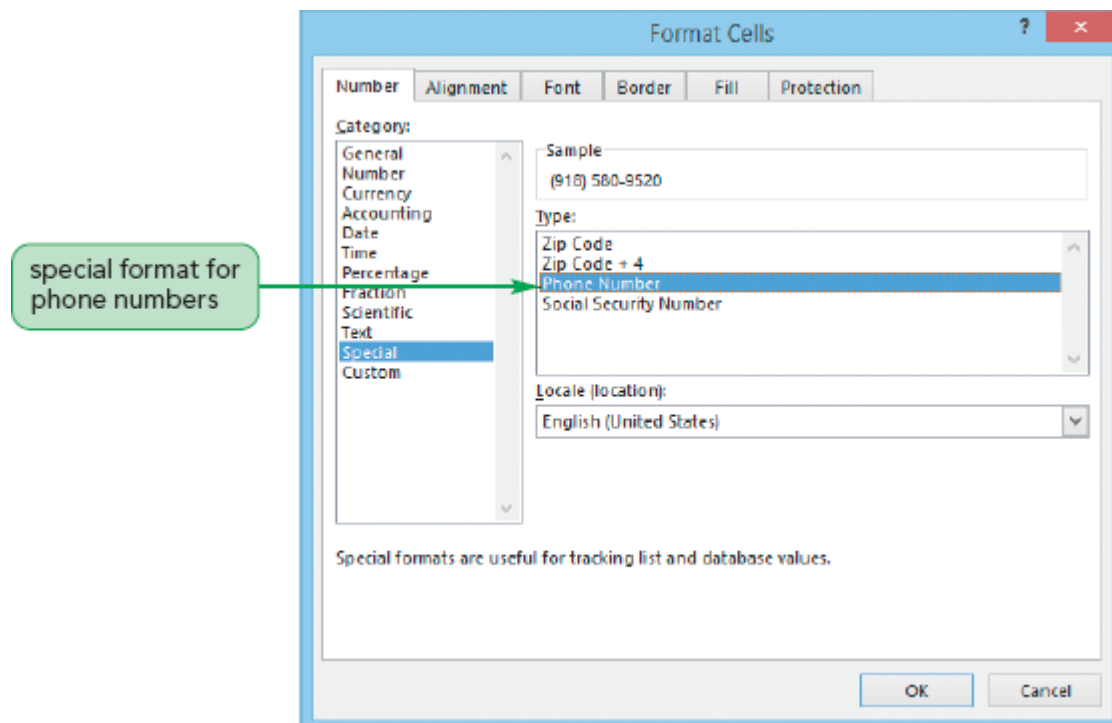 Format Cells
?
×
Number Alignment Font Border Fill Protection
Category:
General
Number
Currency
Accounting
Date
Time
Percentage
Fraction
Scientific
Text
Special
Custom
Sample
(918) 580-9520
Type:
Zip Code
Zip Code + 4
Phone Number
Social Security Number
Locale (location):
English (United States)
special format for
phone numbers
Special formats are useful for tracking list and database values.
OK Cancel